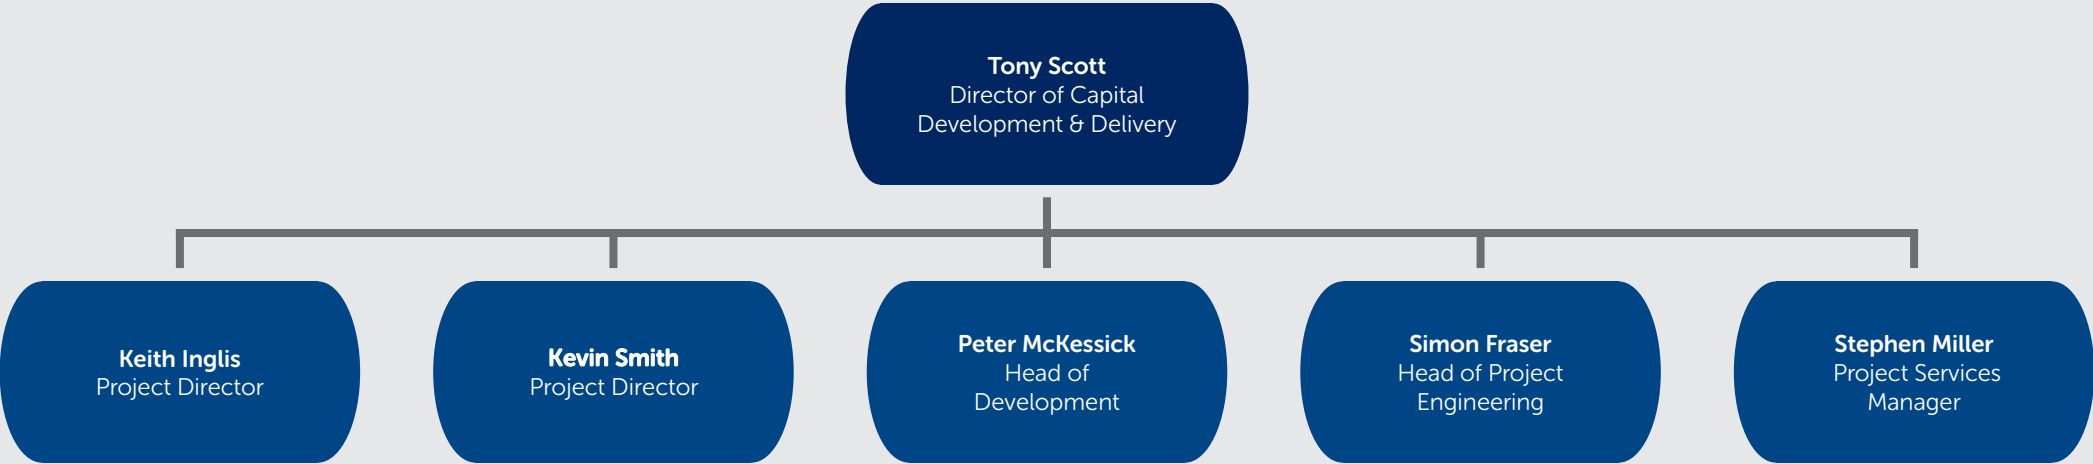 Tony Scott
Director of Capital
Development & Delivery
Keith Inglis
Project Director
Kevin Smith
Project Director
Peter McKessick
Head of
Development
Simon Fraser
Head of Project
Engineering
Stephen Miller
Project Services
Manager